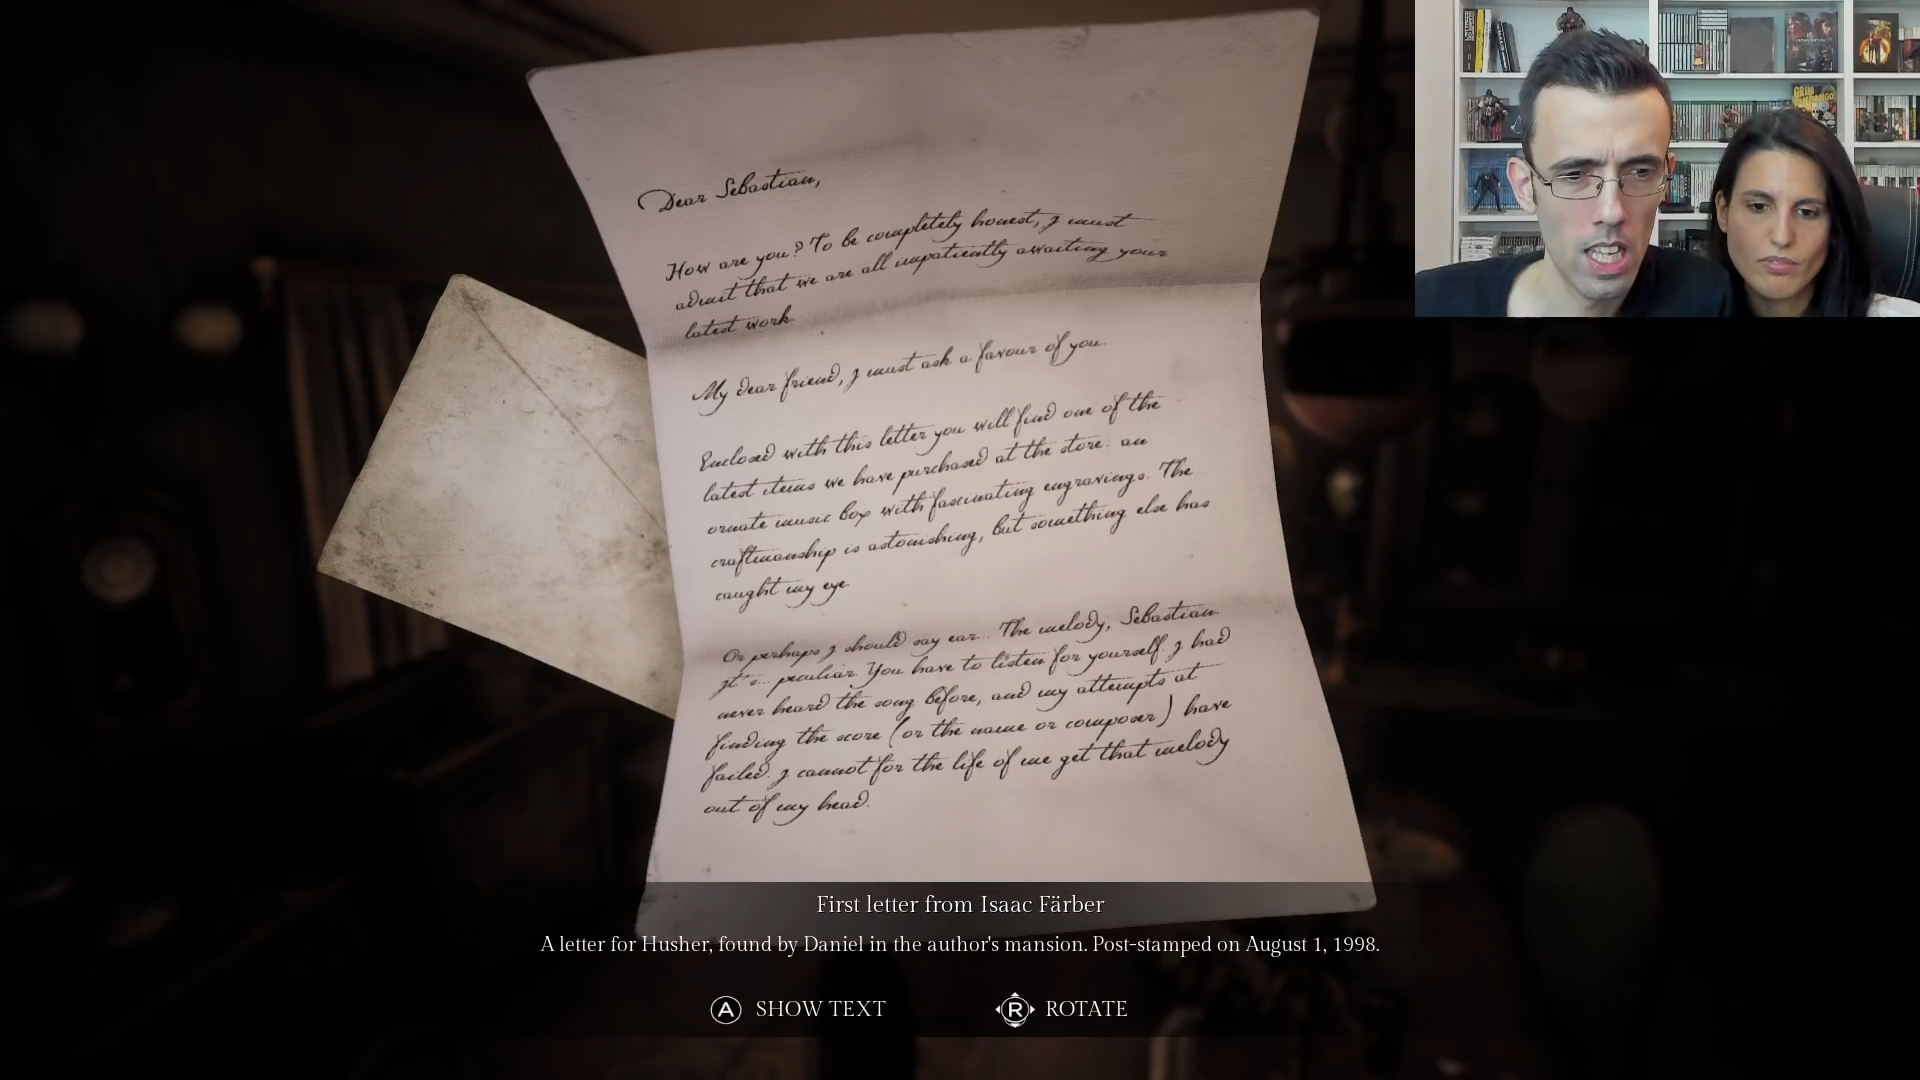 GRIM FANDANGO
Dear Sebastian,
How are you? To be completely honest, I must
admit that we are all impatiently awaiting your
latest work.
My dear friend, I must ask a favour of you.
Enclosed with this letter you will find one of the
latest items we have purchased at the store: an
ornate music box with fascinating engravings. The
craftmanship is astonishing, but something else has
caught my eye.
Or perhaps I should say ear... The melody, Sebastian.
It's... peculiar. You have to listen for yourself. I had
never heard the song before, and my attempts at
finding the score (or the name or composer) have
failed. I cannot for the life of me get that melody
out of my head.
First letter from Isaac Färber
A letter for Husher, found by Daniel in the author's mansion. Post-stamped on August 1, 1998.
A SHOW TEXT R ROTATE